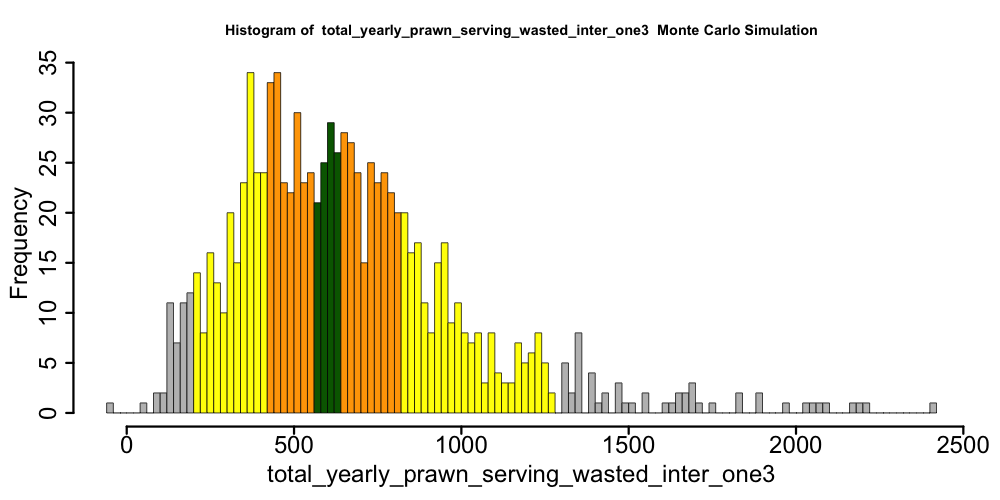 Histogram of  total_yearly_prawn_serving_wasted_inter_one3  Monte Carlo Simulation
Frequency
35
30
25
20
15
10
5
0
0 500 1000 1500 2000 2500
total_yearly_prawn_serving_wasted_inter_one3